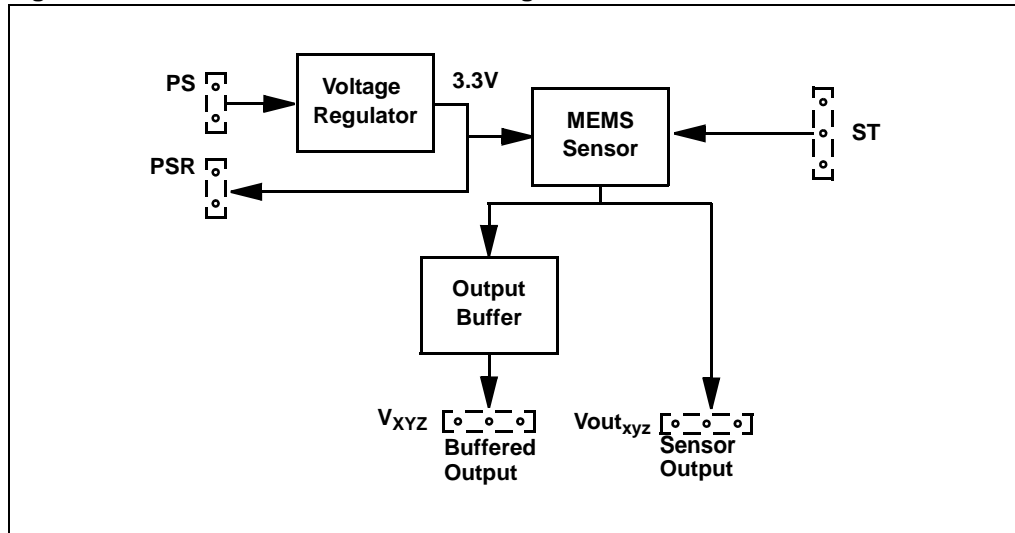 PS
Voltage
Regulator
3.3V
MEMS
Sensor
ST
PSR
Output
Buffer
VXYZ
Buffered
Output
Voutxyz
Sensor
Output